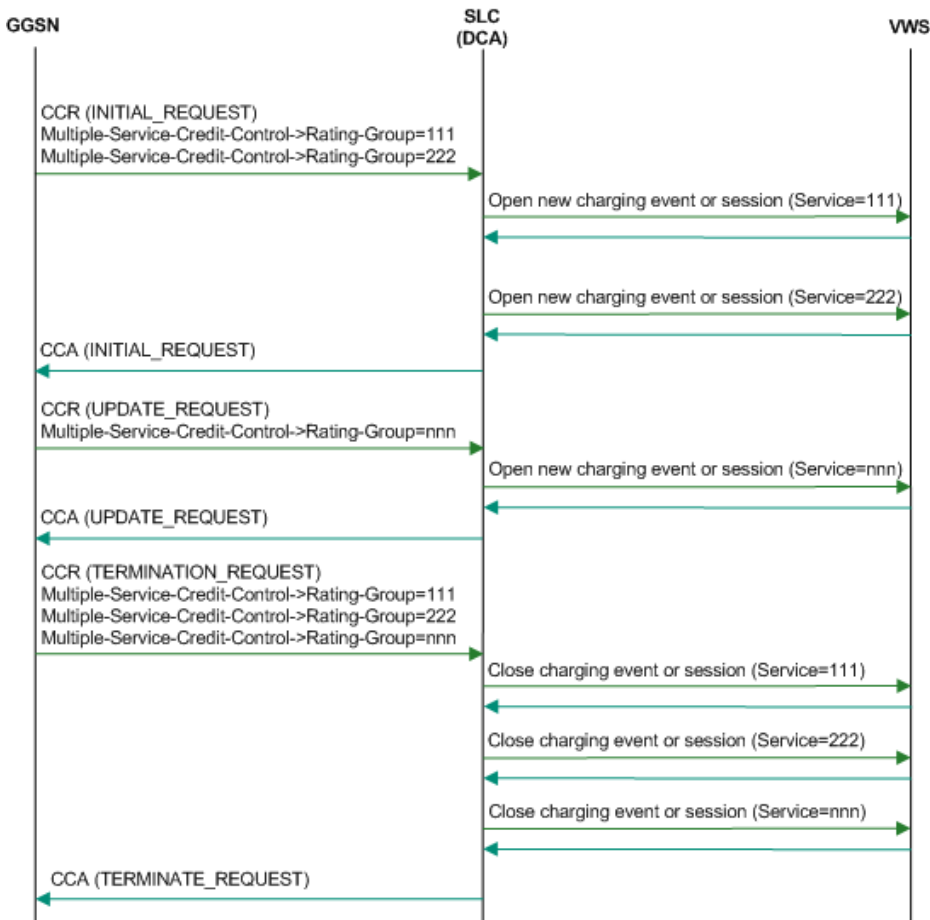 GGSN
SLC
(DCA)
VWS
CCR (INITIAL_REQUEST)
Multiple-Service-Credit-Control->Rating-Group=111
Multiple-Service-Credit-Control->Rating-Group=222
Open new charging event or session (Service=111)
Open new charging event or session (Service=222)
CCA (INITIAL_REQUEST)
CCR (UPDATE_REQUEST)
Multiple-Service-Credit-Control->Rating-Group=nnn
Open new charging event or session (Service=nnn)
CCA (UPDATE_REQUEST)
CCR (TERMINATION_REQUEST)
Multiple-Service-Credit-Control->Rating-Group=111
Multiple-Service-Credit-Control->Rating-Group=222
Multiple-Service-Credit-Control->Rating-Group=nnn
Close charging event or session (Service=111)
Close charging event or session (Service=222)
Close charging event or session (Service=nnn)
CCA (TERMINATE_REQUEST)